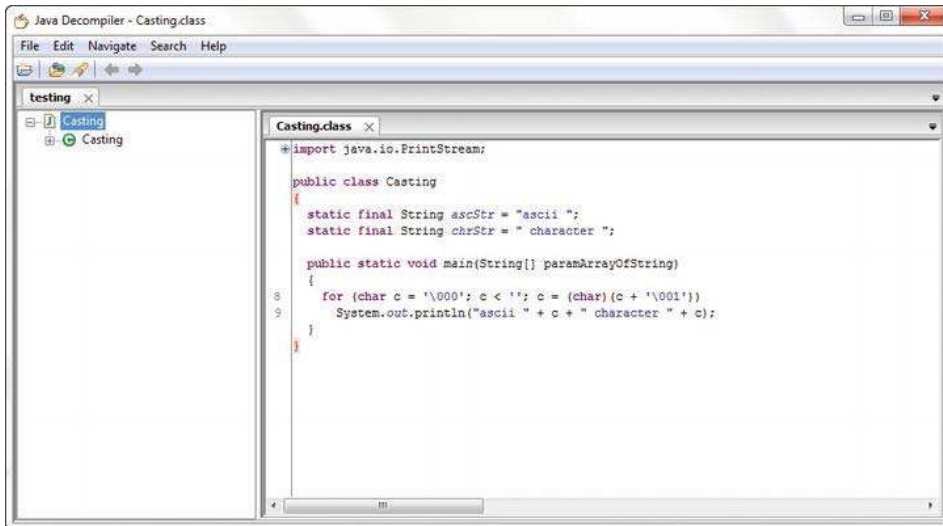 Java Decompiler - Casting.class
File Edit Navigate Search Help
testing
Casting
Casting
Casting.class
import java.io.PrintStream;
public class Casting
{
static final String ascStr = "ascii ";
static final String chrStr = " character ";
public static void main(String[] paramArrayOfString)
{
8 for (char c = '\000'; c < ''; c = (char)(c + '\001'))
9 System.out.println("ascii " + c + " character " + c);
}
}